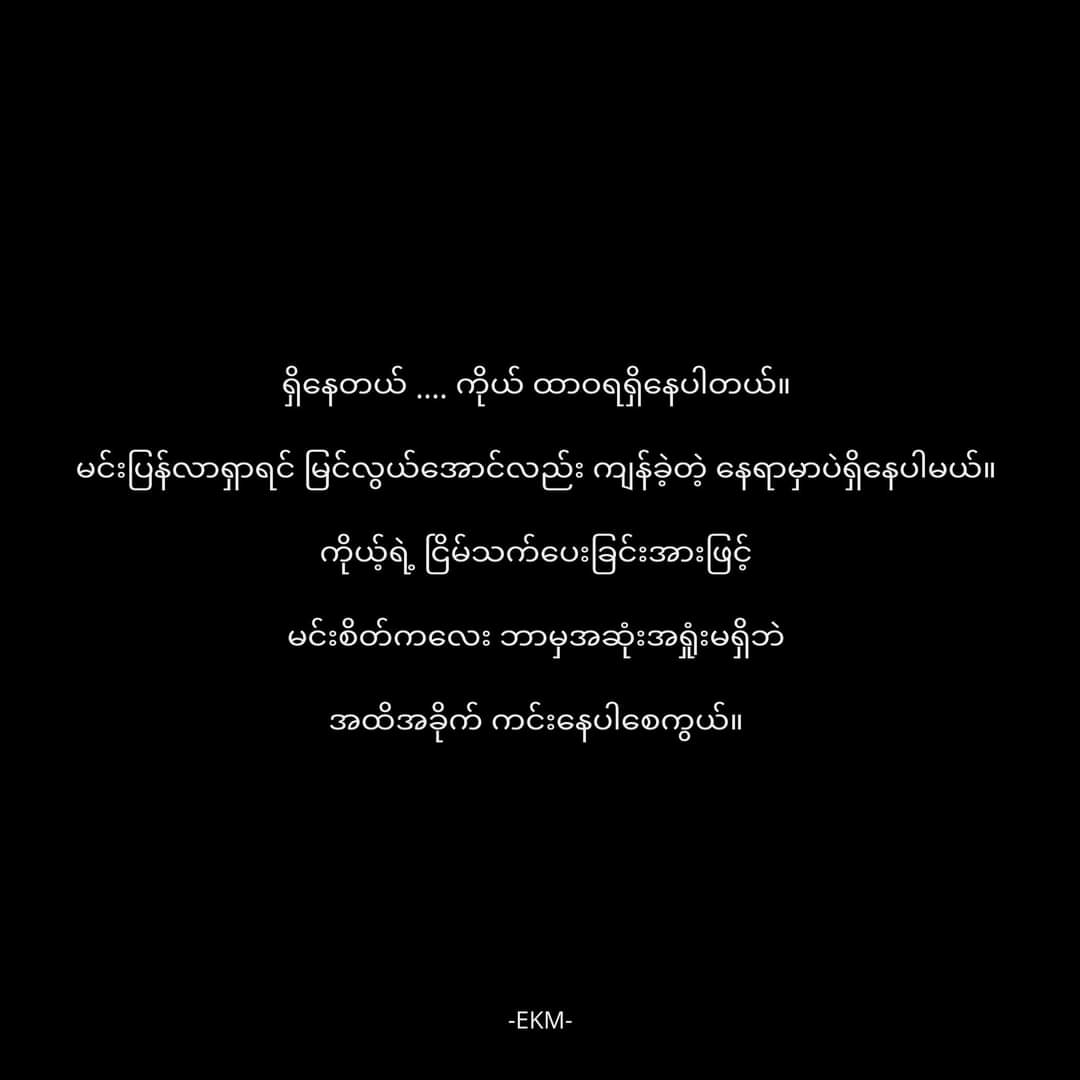 ရှိနေတယ် .... ကိုယ် ထာဝရရှိနေပါတယ်။
မင်းပြန်လာရှာရင် မြင်လွယ်အောင်လည်း ကျန်ခဲ့တဲ့ နေရာမှာပဲရှိနေပါမယ်။
ကိုယ့်ရဲ့ ငြိမ်သက်ပေးခြင်းအားဖြင့်
မင်းစိတ်ကလေး ဘာမှအဆုံးအရှုံးမရှိဘဲ
အထိအခိုက် ကင်းနေပါစေကွယ်။
-EKM-